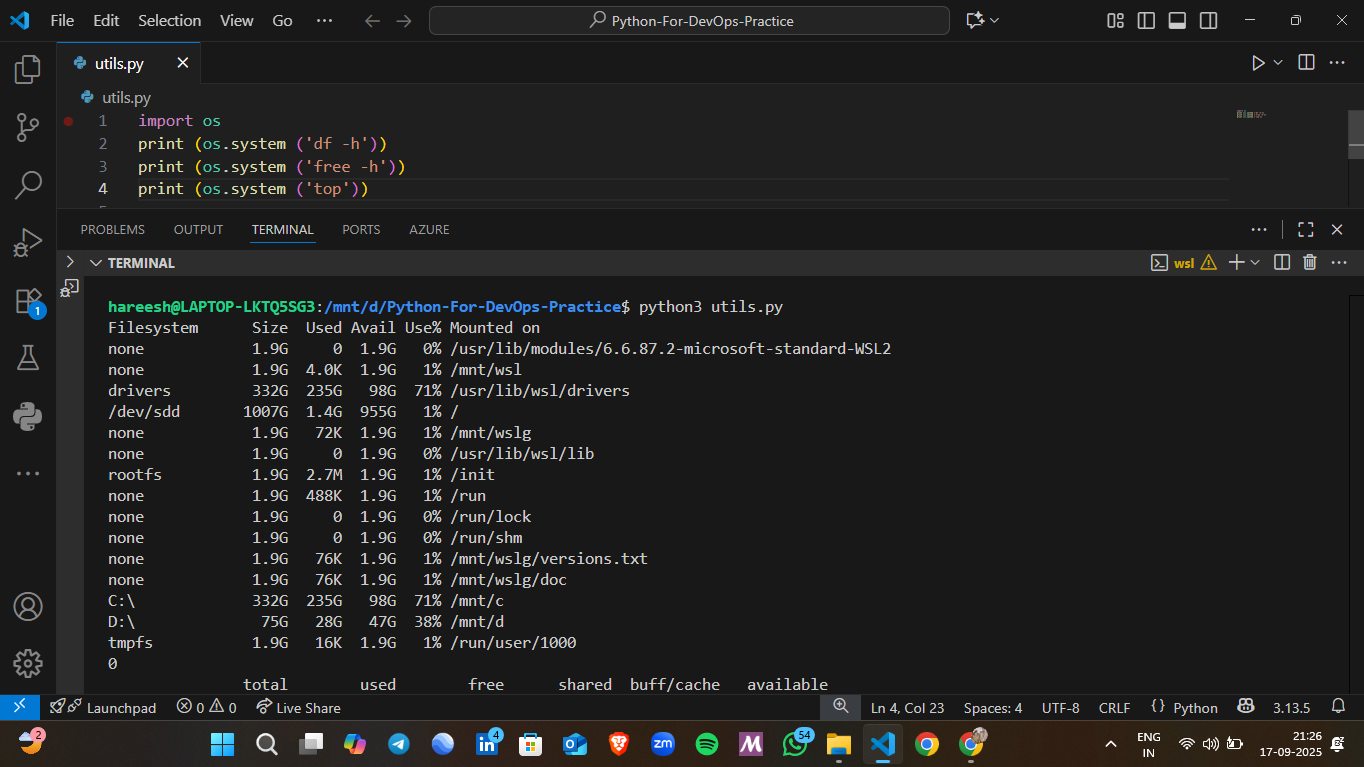 File Edit Selection View Go ···
Python-For-DevOps-Practice
utils.py
utils.py
1 import os
2 print (os.system ('df -h'))
3 print (os.system ('free -h'))
4 print (os.system ('top'))
PROBLEMS OUTPUT TERMINAL PORTS AZURE
TERMINAL
wsl
hareesh@LAPTOP-LKTQ5SG3:/mnt/d/Python-For-DevOps-Practice$ python3 utils.py
Filesystem Size Used Avail Use% Mounted on
none 1.9G 0 1.9G 0% /usr/lib/modules/6.6.87.2-microsoft-standard-WSL2
none 1.9G 4.0K 1.9G 1% /mnt/wsl
drivers 332G 235G 98G 71% /usr/lib/wsl/drivers
/dev/sdd 1007G 1.4G 955G 1% /
none 1.9G 72K 1.9G 1% /mnt/wslg
none 1.9G 0 1.9G 0% /usr/lib/wsl/lib
rootfs 1.9G 2.7M 1.9G 1% /init
none 1.9G 488K 1.9G 1% /run
none 1.9G 0 1.9G 0% /run/lock
none 1.9G 0 1.9G 0% /run/shm
none 1.9G 76K 1.9G 1% /mnt/wslg/versions.txt
none 1.9G 76K 1.9G 1% /mnt/wslg/doc
C:\ 332G 235G 98G 71% /mnt/c
D:\ 75G 28G 47G 38% /mnt/d
tmpfs 1.9G 16K 1.9G 1% /run/user/1000
0
total used free shared buff/cache available
1
Launchpad 0 0 Live Share Ln 4, Col 23 Spaces: 4 UTF-8 CRLF {} Python 3.13.5
2 4 zm M 54 ENG IN 21:26 17-09-2025